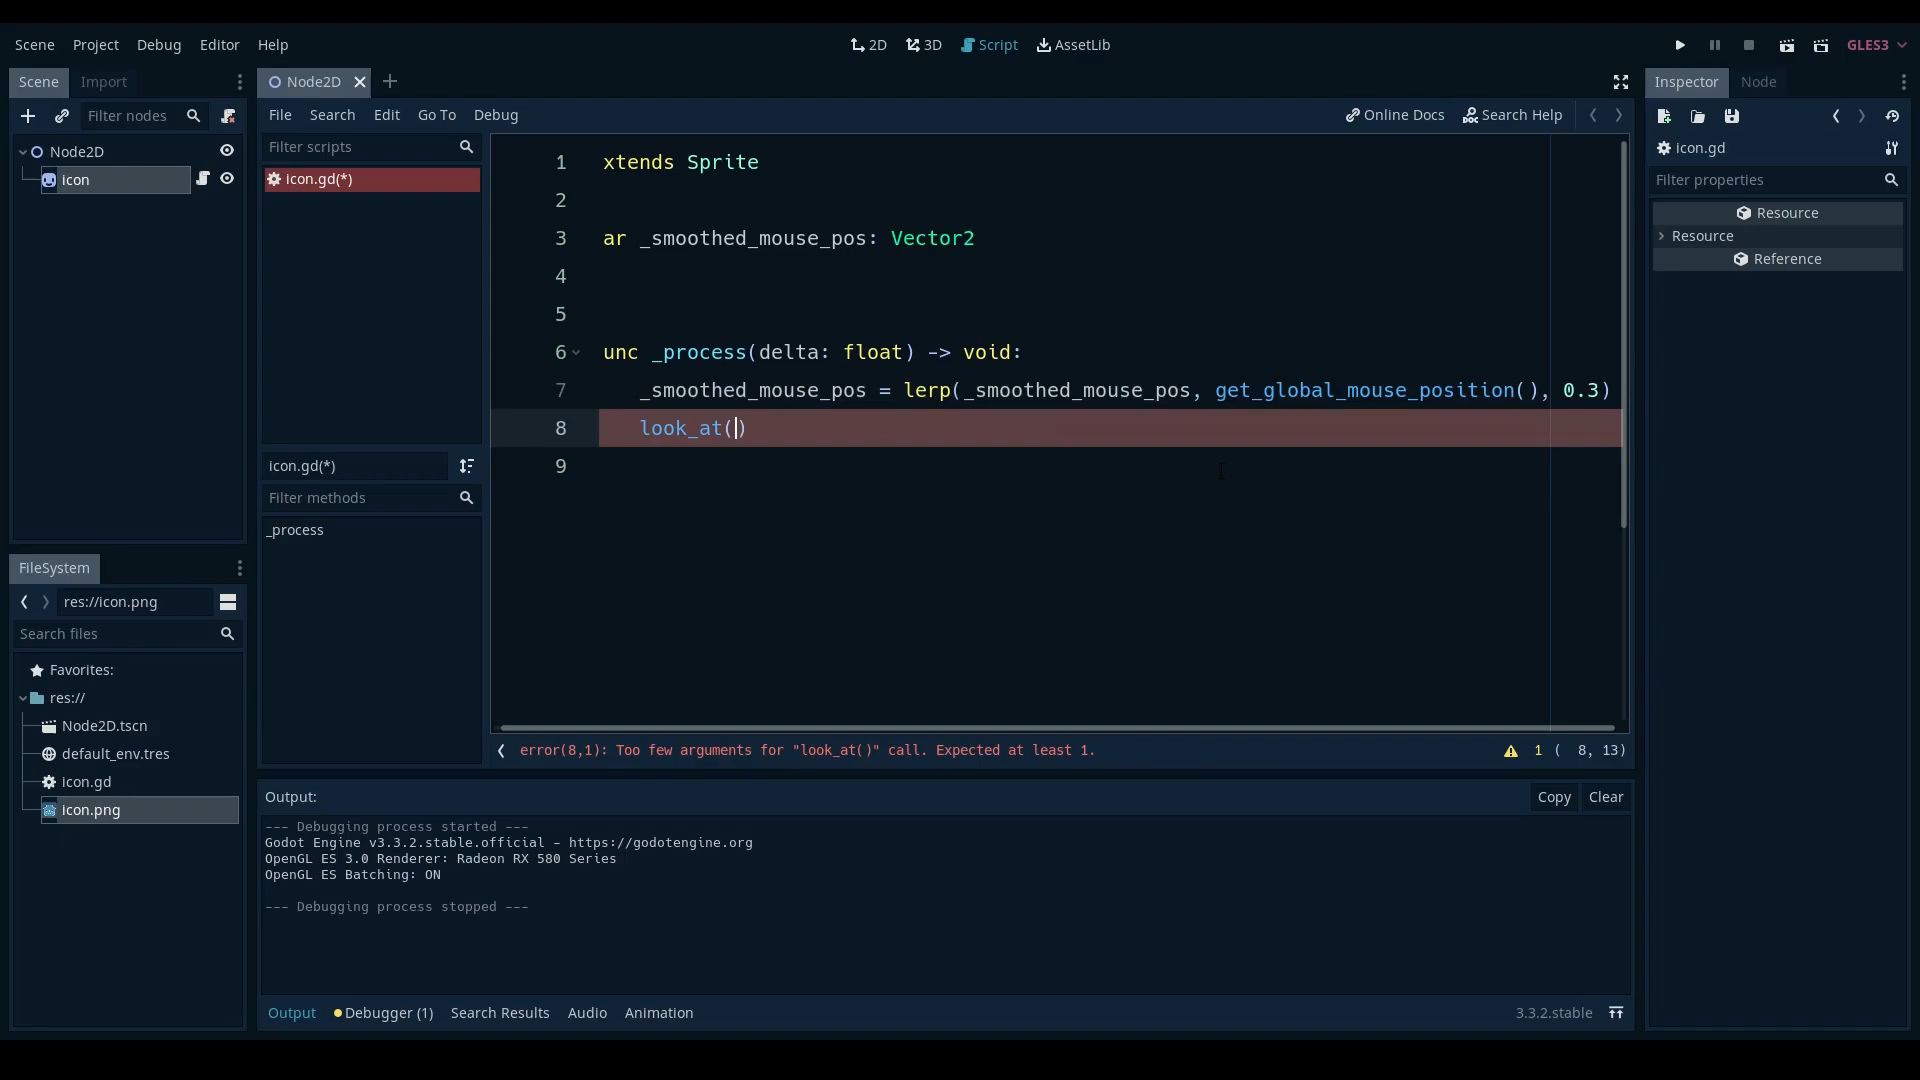 Scene Project Debug Editor Help
2D 3D Script AssetLib
GLES3
Scene Import
Filter nodes
Node2D
icon
Node2D
File Search Edit Go To Debug
Online Docs Search Help
Filter scripts
icon.gd(*)
icon.gd(*)
Filter methods
_process
1 xtends Sprite
2
3 ar _smoothed_mouse_pos: Vector2
4
5
6 unc _process(delta: float) -> void:
7 _smoothed_mouse_pos = lerp(_smoothed_mouse_pos, get_global_mouse_position(), 0.3)
8 look_at()
9
error(8,1): Too few arguments for "look_at()" call. Expected at least 1.
1 ( 8, 13)
FileSystem
res://icon.png
Search files
Favorites:
res://
Node2D.tscn
default_env.tres
icon.gd
icon.png
Output:
Copy Clear
--- Debugging process started ---
Godot Engine v3.3.2.stable.official - https://godotengine.org
OpenGL ES 3.0 Renderer: Radeon RX 580 Series
OpenGL ES Batching: ON
--- Debugging process stopped ---
Output Debugger (1) Search Results Audio Animation
3.3.2.stable
Inspector Node
icon.gd
Filter properties
Resource
Resource
Reference